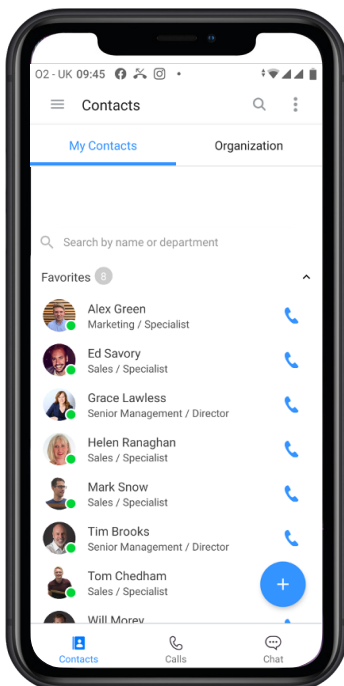 O2 - UK 09:45
Contacts
My Contacts
Organization
Search by name or department
Favorites 8
Alex Green
Marketing / Specialist
Ed Savory
Sales / Specialist
Grace Lawless
Senior Management / Director
Helen Ranaghan
Sales / Specialist
Mark Snow
Sales / Specialist
Tim Brooks
Senior Management / Director
Tom Chedham
Sales / Specialist
Will Morey
Contacts
Calls
Chat